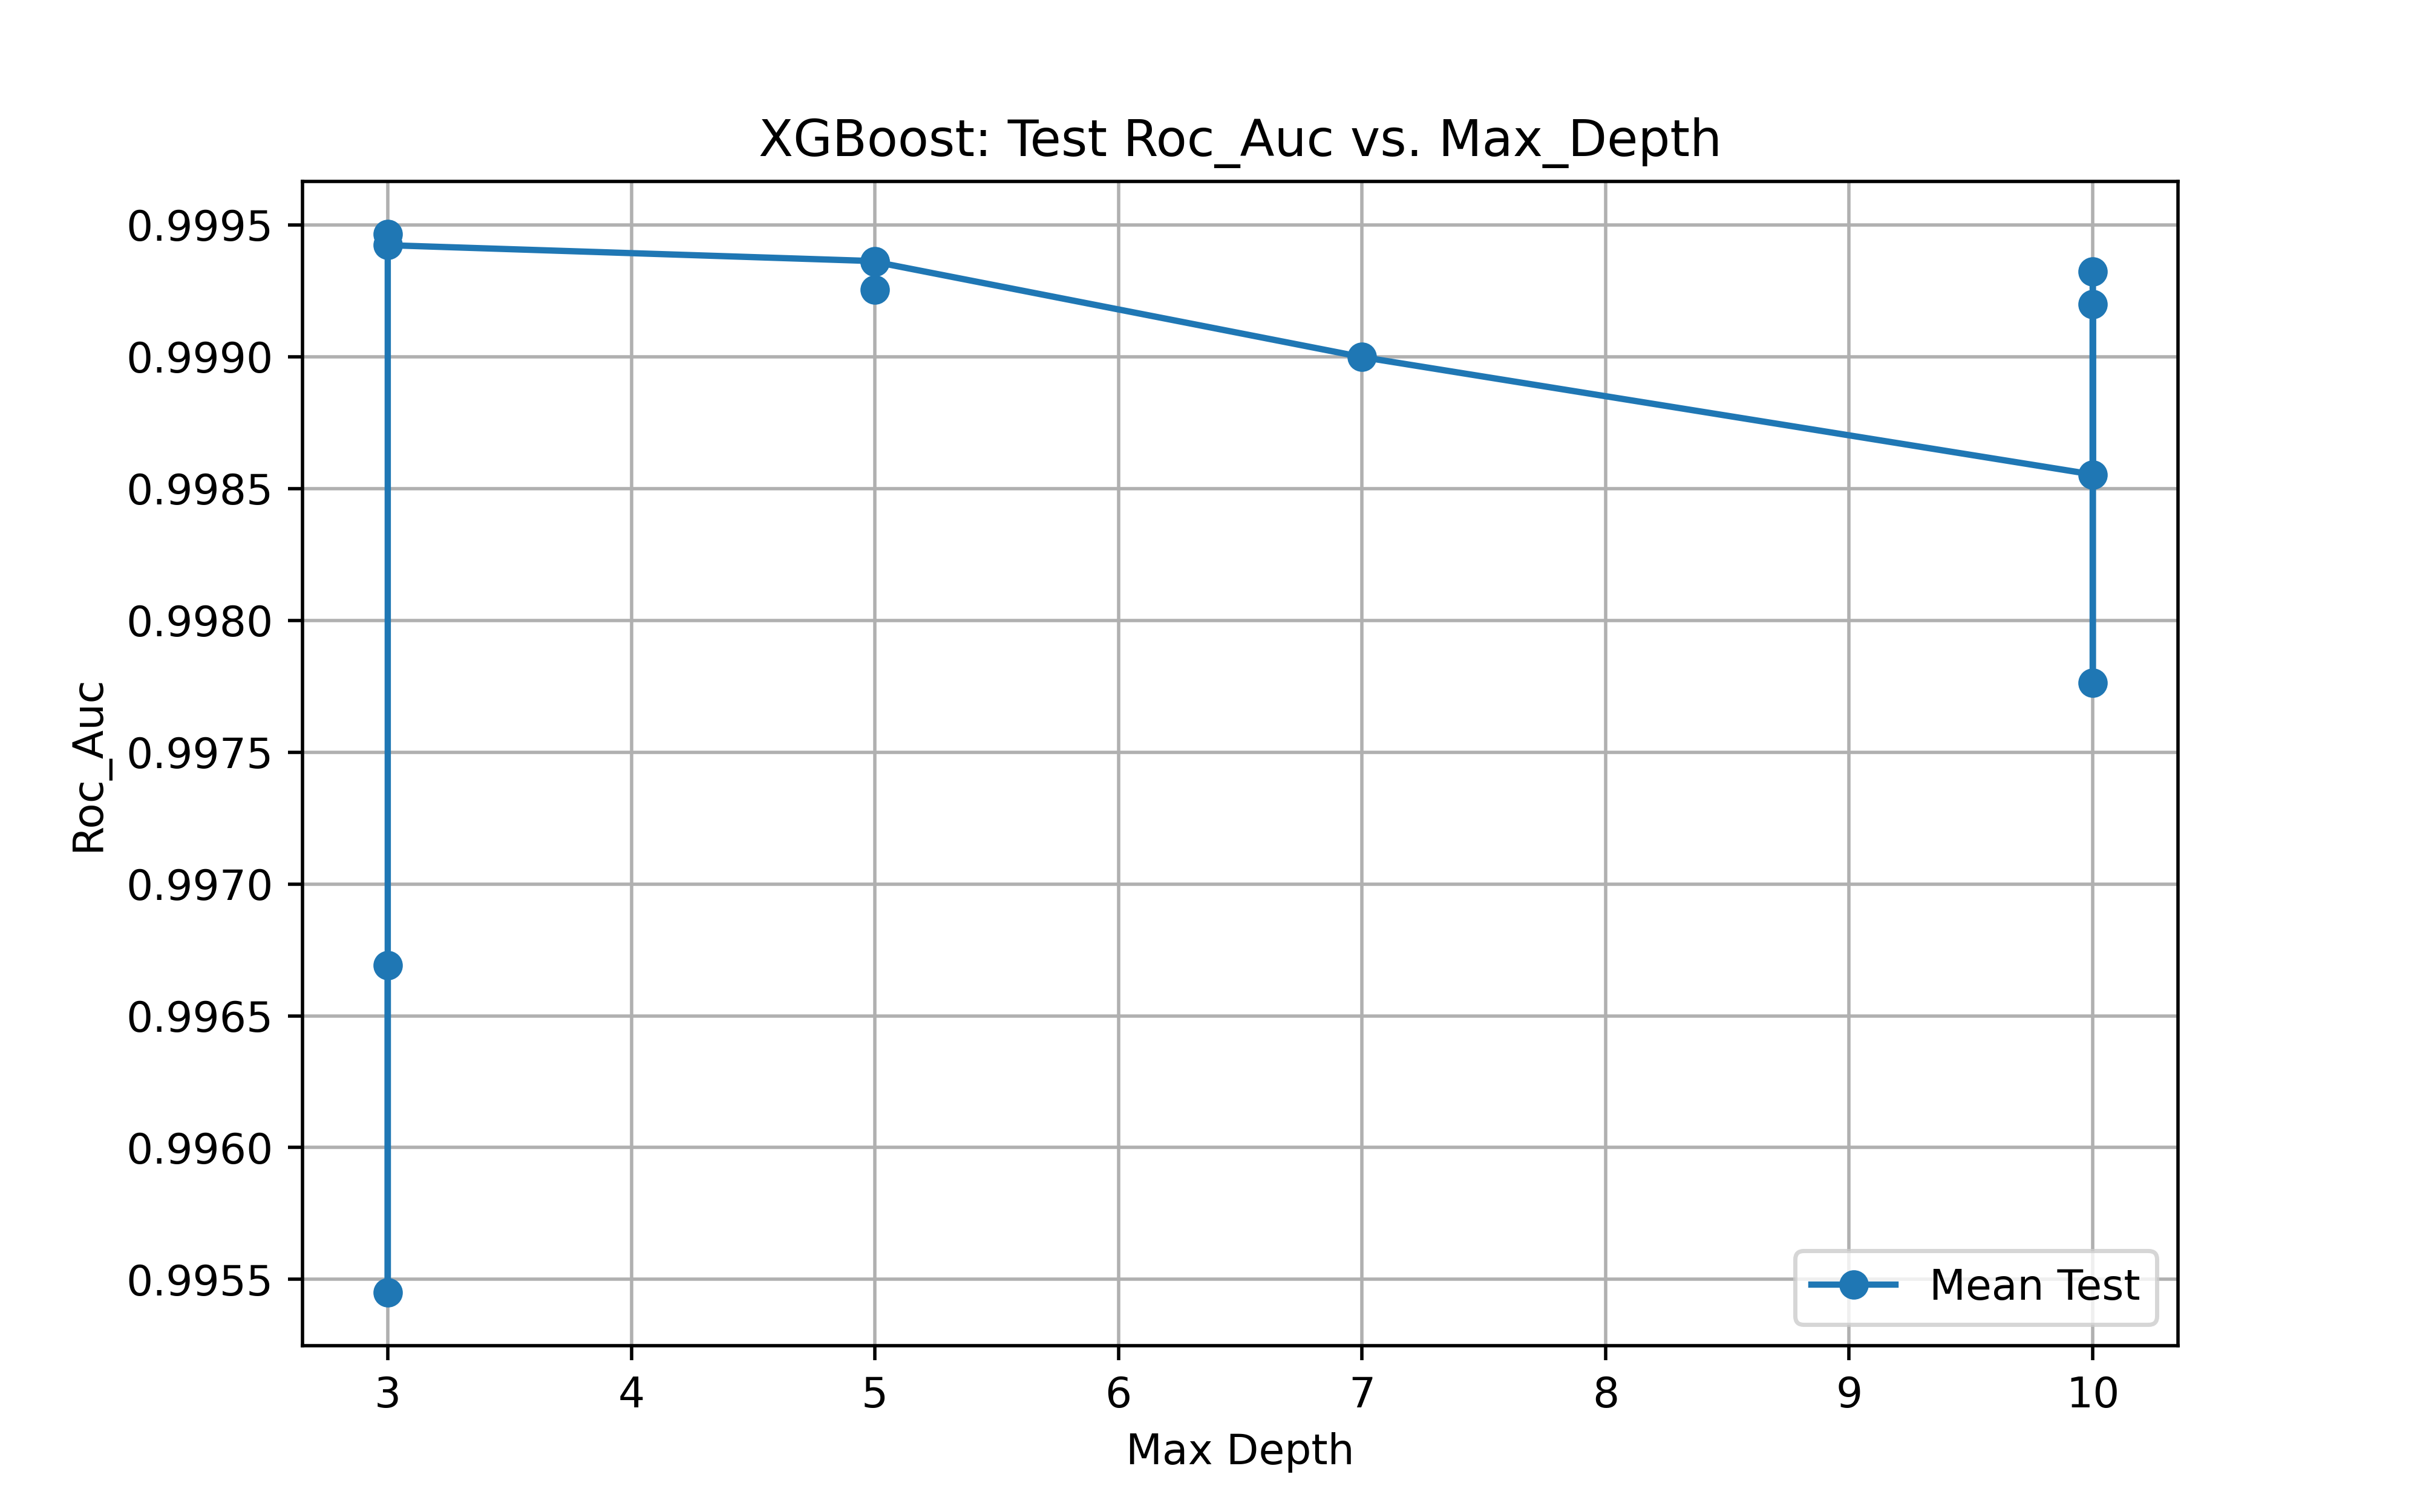 XGBoost: Test Roc_Auc vs. Max_Depth
Roc_Auc
0.9995
0.9990
0.9985
0.9980
0.9975
0.9970
0.9965
0.9960
0.9955
Mean Test
3 4 5 6 7 8 9 10
Max Depth